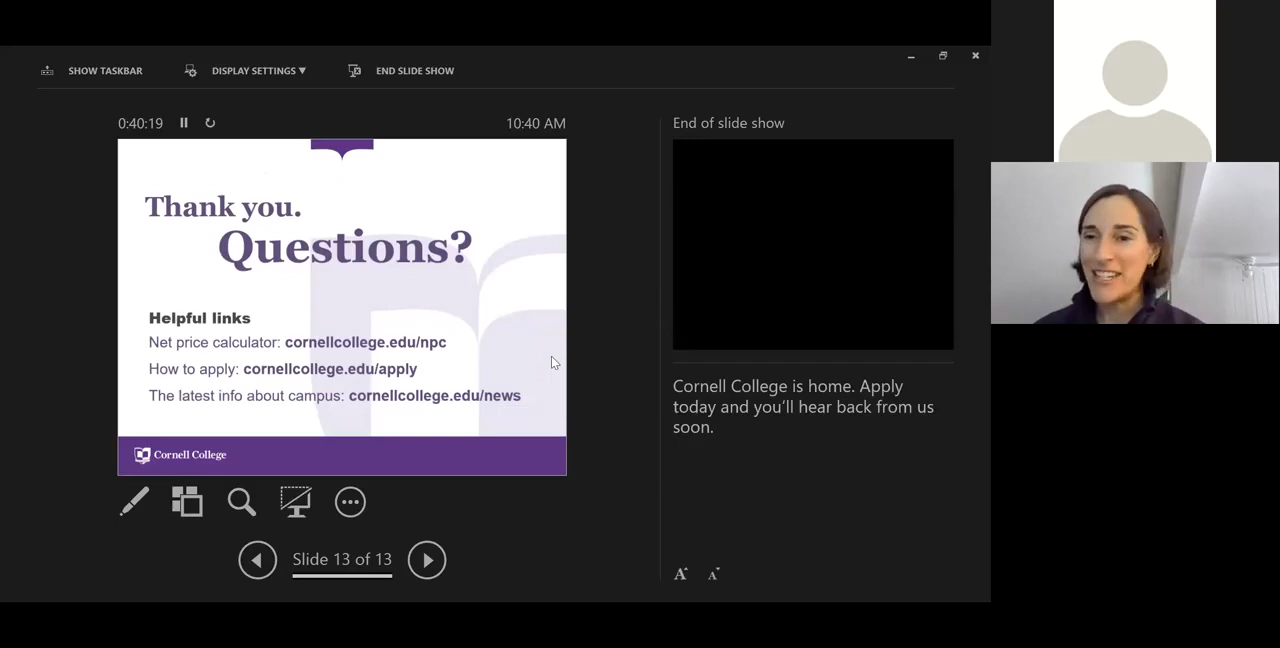 SHOW TASKBAR
DISPLAY SETTINGS ▼
END SLIDE SHOW
0:40:19
10:40 AM
Thank you.
Questions?
Helpful links
Net price calculator: cornellcollege.edu/npc
How to apply: cornellcollege.edu/apply
The latest info about campus: cornellcollege.edu/news
Cornell College
Slide 13 of 13
End of slide show
Cornell College is home. Apply
today and you'll hear back from us
soon.
A A